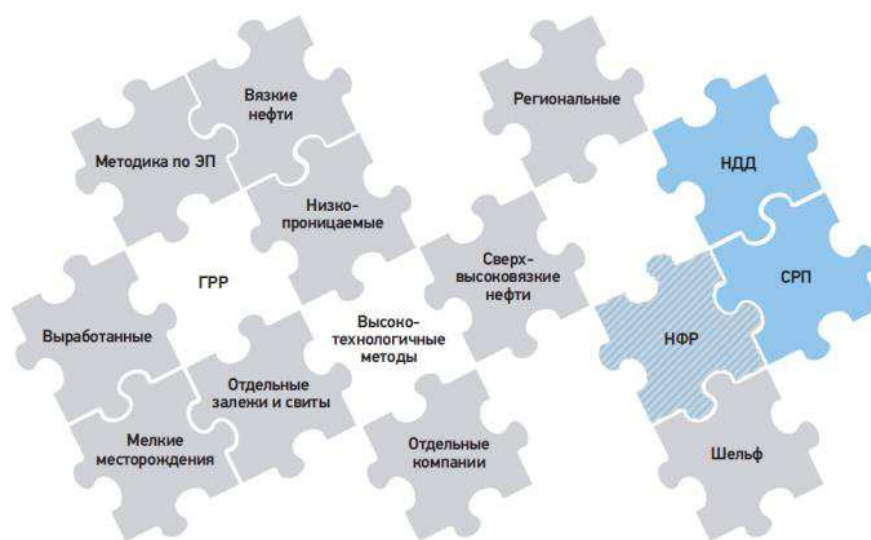 Вязкие
нефти
Региональные
Методика по ЭП
НДД
Низко-
проницаемые
Сверх-
высоковязкие
нефти
ГРР
СРП
Выработанные
Высоко-
технологичные
методы
НФР
Отдельные
залежи и свиты
Мелкие
месторождения
Отдельные
компании
Шельф